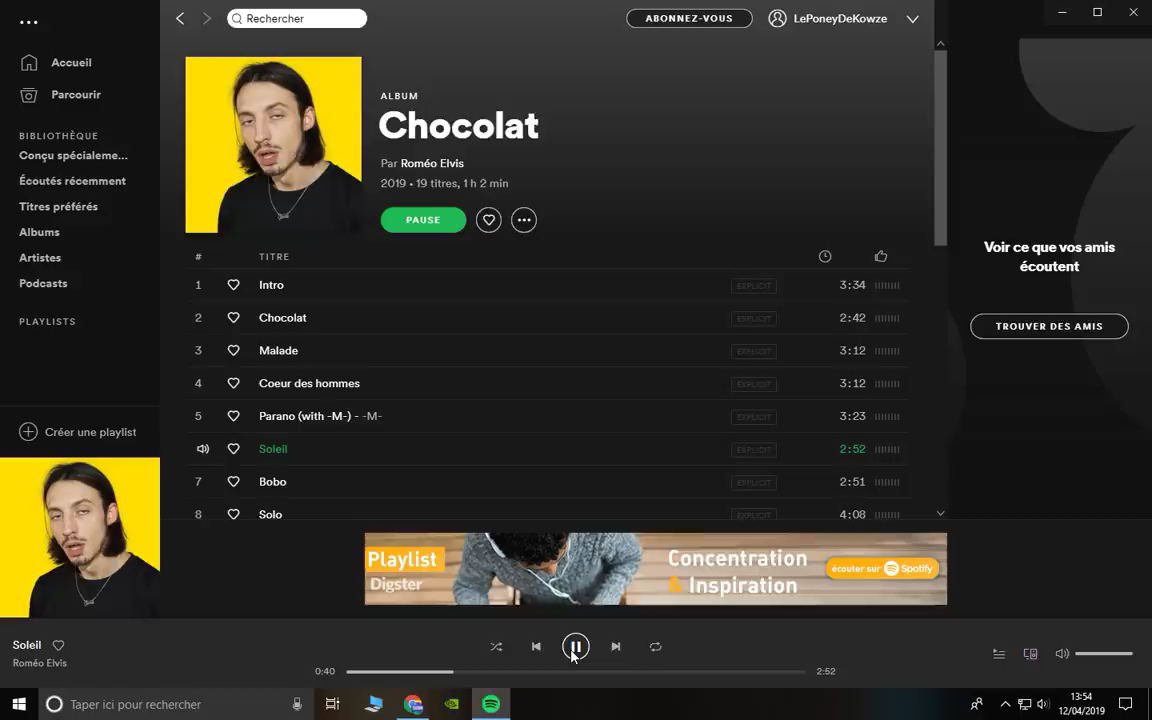 Rechercher
ABONNEZ-VOUS
LePoneyDeKowze
Accueil
Parcourir
BIBLIOTHÈQUE
Conçu spécialeme...
Écoutés récemment
Titres préférés
Albums
Artistes
Podcasts
PLAYLISTS
Créer une playlist
ALBUM
Chocolat
Par Roméo Elvis
2019 • 19 titres, 1 h 2 min
PAUSE
# TITRE
1 Intro EXPLICIT 3:34
2 Chocolat EXPLICIT 2:42
3 Malade EXPLICIT 3:12
4 Coeur des hommes EXPLICIT 3:12
5 Parano (with -M-) - -M- EXPLICIT 3:23
Soleil EXPLICIT 2:52
7 Bobo EXPLICIT 2:51
8 Solo EXPLICIT 4:08
Voir ce que vos amis
écoutent
TROUVER DES AMIS
Playlist
Digster
Concentration
& Inspiration
écouter sur Spotify
Soleil
Roméo Elvis
0:40
2:52
Taper ici pour rechercher
13:54
12/04/2019